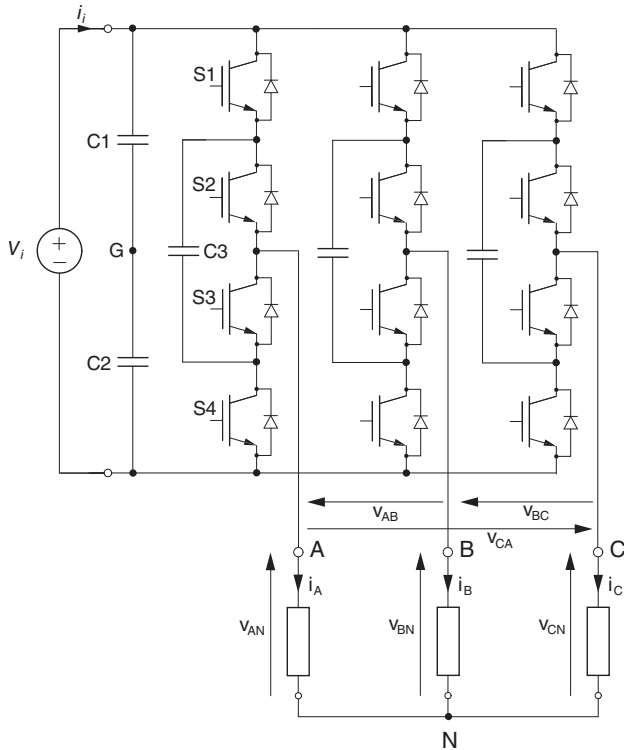 i_i
S1
C1
S2
V_i
+
−
G
C3
S3
C2
S4
v_AB
v_BC
v_CA
A
B
C
i_A
i_B
i_C
v_AN
v_BN
v_CN
N